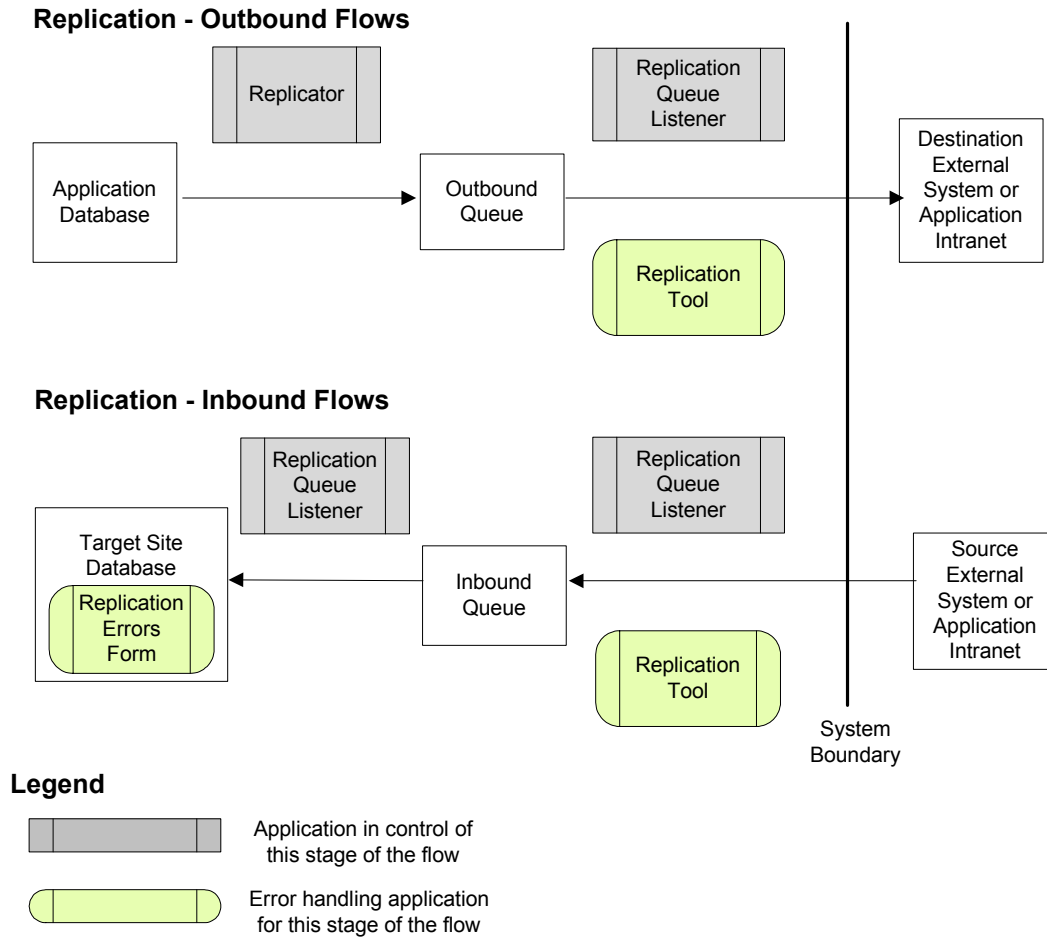 Replication - Outbound Flows
Replicator
Replication
Queue
Listener
Application
Database
Outbound
Queue
Destination
External
System or
Application
Intranet
Replication
Tool
Replication - Inbound Flows
Replication
Queue
Listener
Replication
Queue
Listener
Target Site
Database
Replication
Errors
Form
Inbound
Queue
Source
External
System or
Application
Intranet
Replication
Tool
System
Boundary
Legend
Application in control of
this stage of the flow
Error handling application
for this stage of the flow